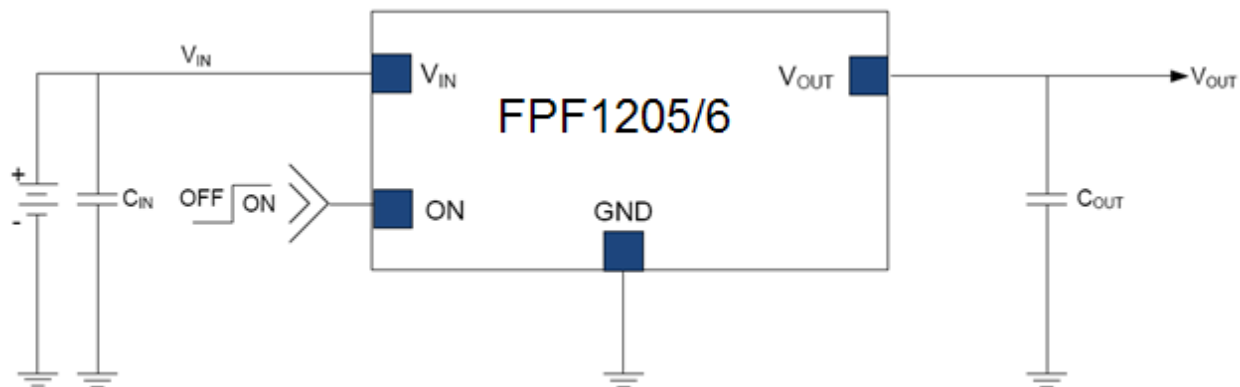 VIN
VIN
VOUT
VOUT
FPF1205/6
+
-
CIN
OFF
ON
ON
GND
COUT